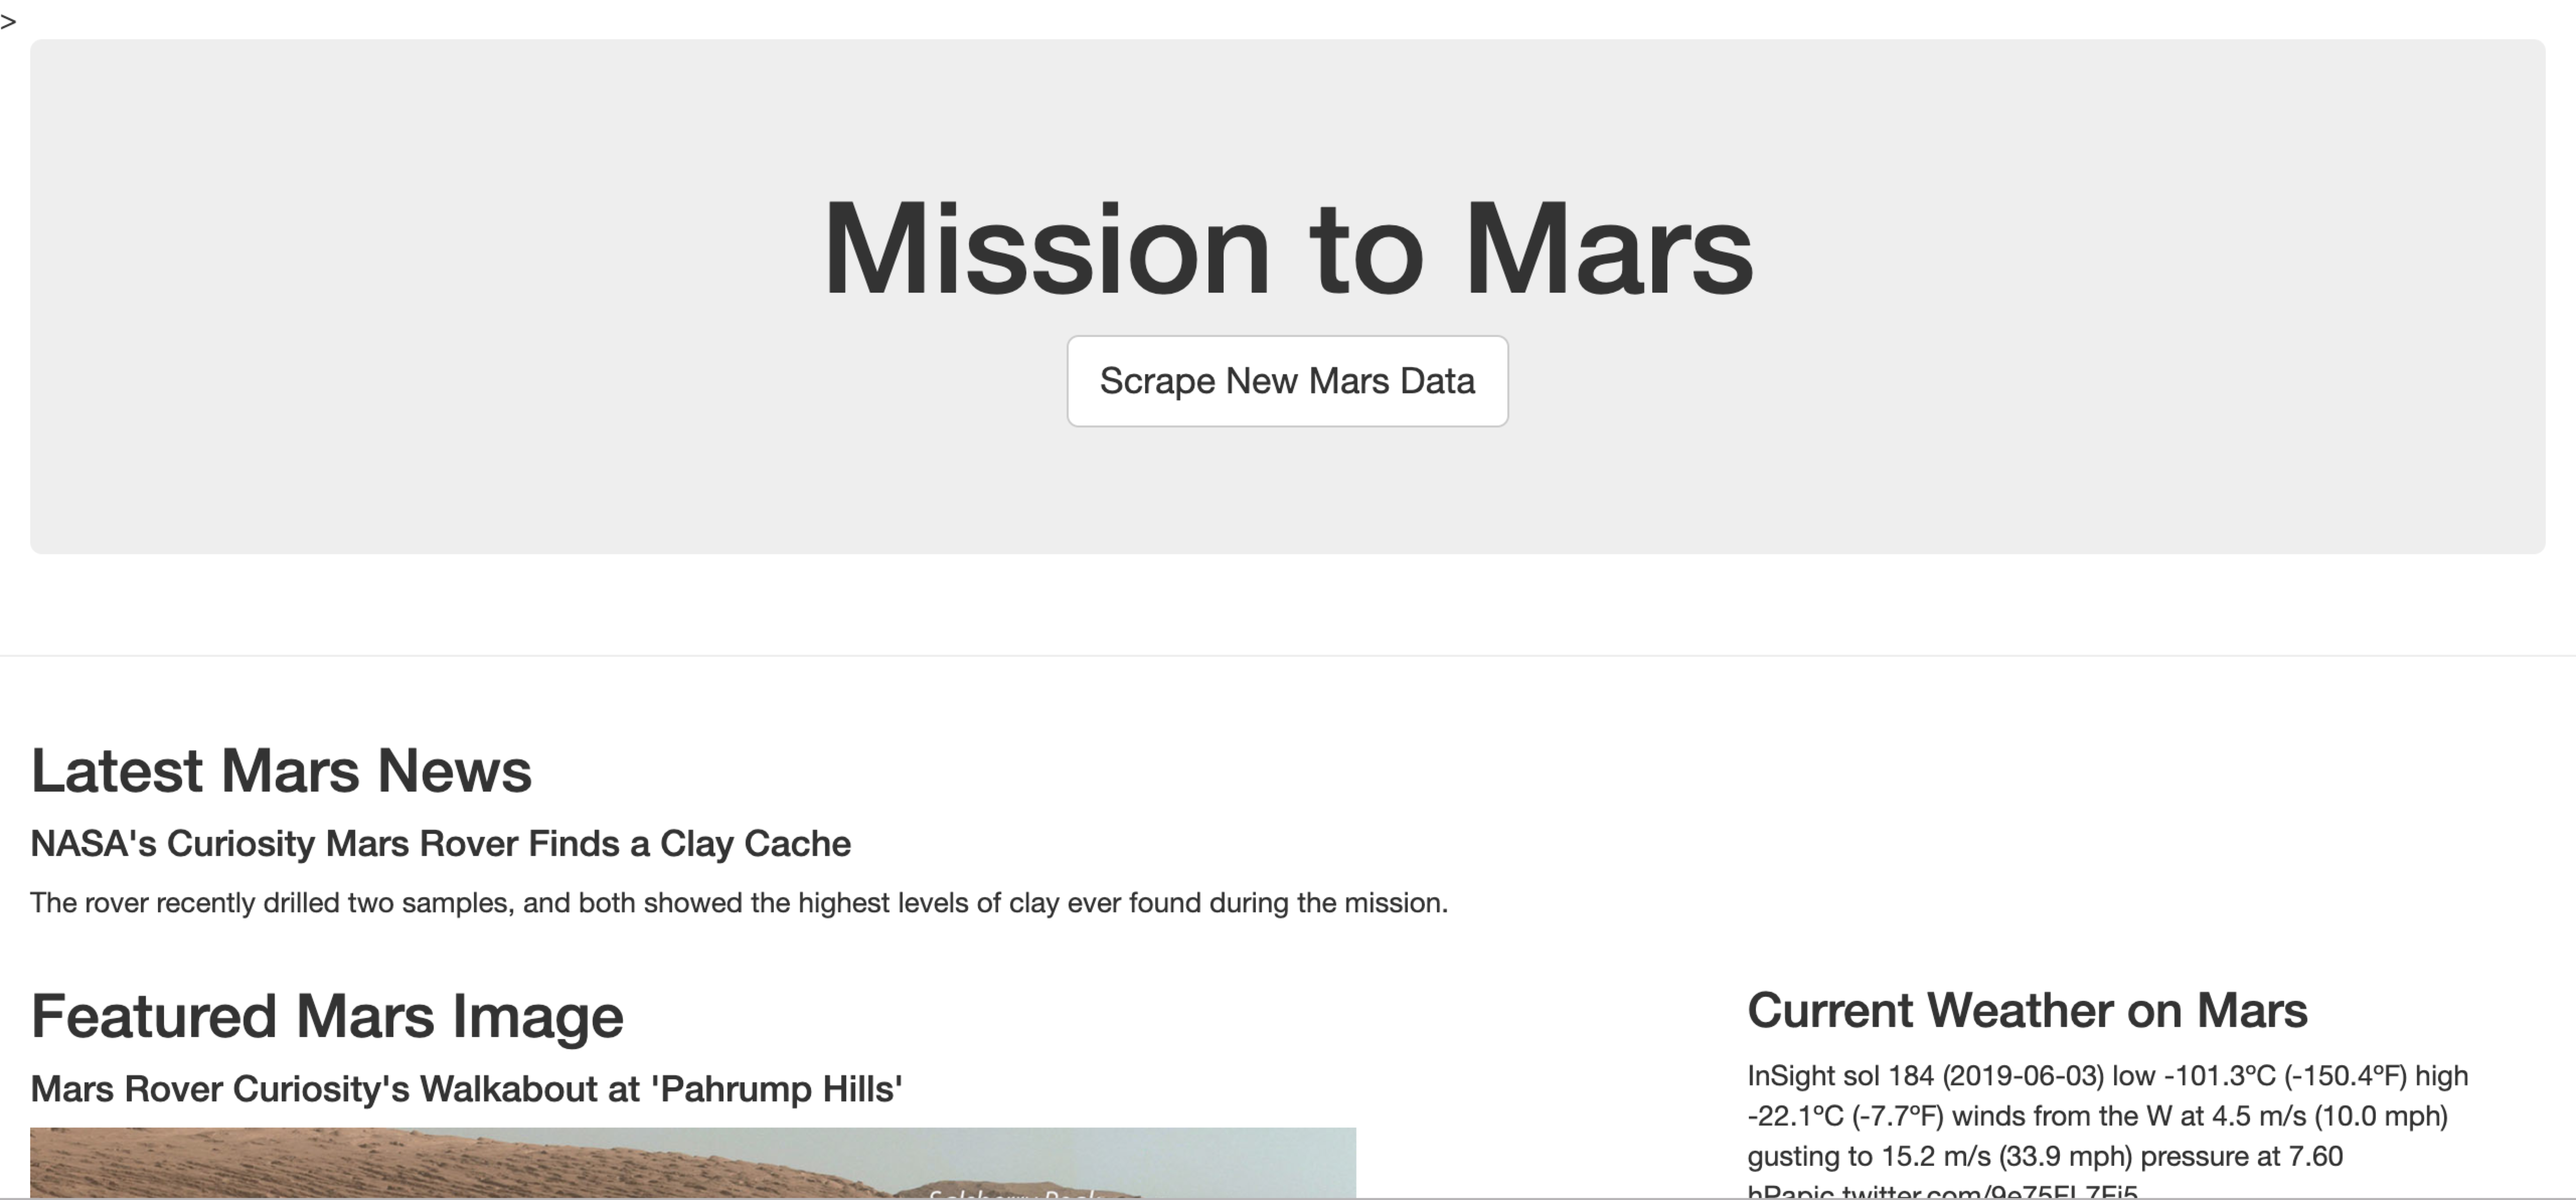 >
Mission to Mars
Scrape New Mars Data
Latest Mars News
NASA's Curiosity Mars Rover Finds a Clay Cache
The rover recently drilled two samples, and both showed the highest levels of clay ever found during the mission.
Featured Mars Image
Mars Rover Curiosity's Walkabout at 'Pahrump Hills'
Current Weather on Mars
InSight sol 184 (2019-06-03) low -101.3ºC (-150.4ºF) high
-22.1ºC (-7.7ºF) winds from the W at 4.5 m/s (10.0 mph)
gusting to 15.2 m/s (33.9 mph) pressure at 7.60